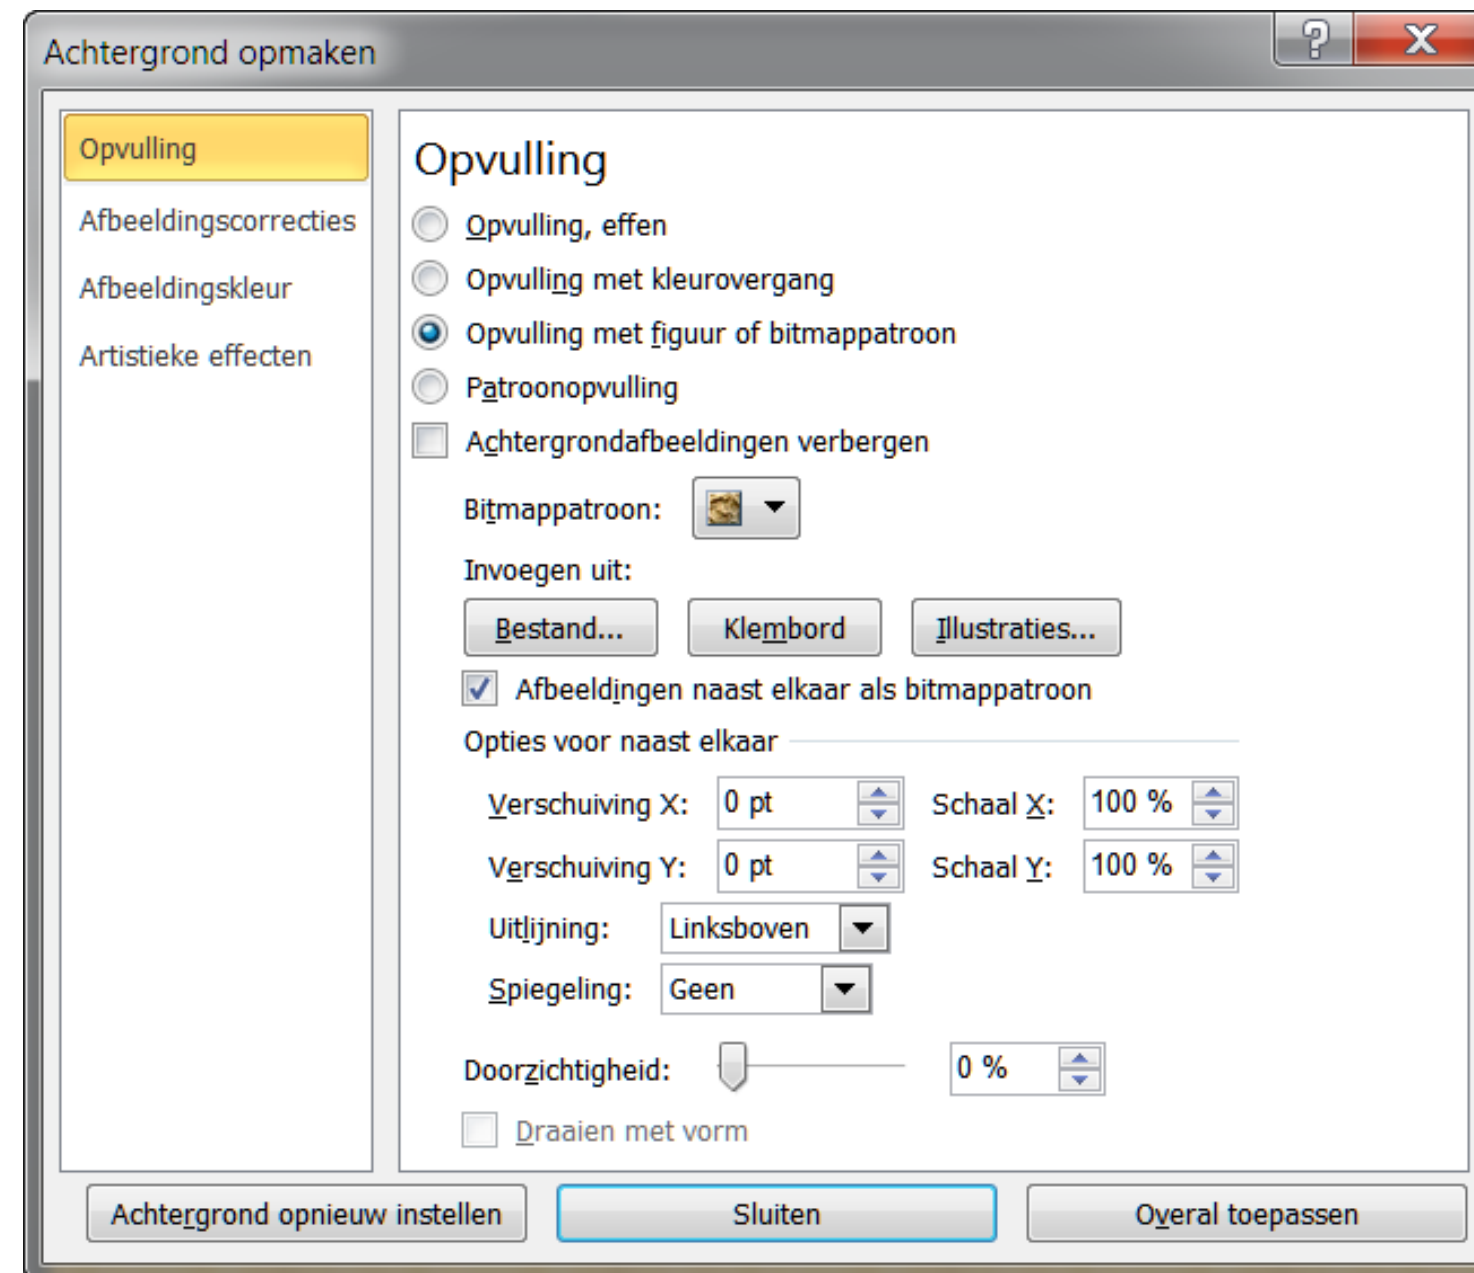 Achtergrond opmaken
Opvulling
Afbeeldingscorrecties
Afbeeldingskleur
Artistieke effecten
Opvulling
Opvulling, effen
Opvulling met kleurovergang
Opvulling met figuur of bitmappatroon
Patroonopvulling
Achtergrondafbeeldingen verbergen
Bitmappatroon:
Invoegen uit:
Bestand... Klembord Illustraties...
Afbeeldingen naast elkaar als bitmappatroon
Opties voor naast elkaar
Verschuiving X: 0 pt Schaal X: 100 %
Verschuiving Y: 0 pt Schaal Y: 100 %
Uitlijning: Linksboven
Spiegeling: Geen
Doorzichtigheid: 0 %
Draaien met vorm
Achtergrond opnieuw instellen Sluiten Overal toepassen